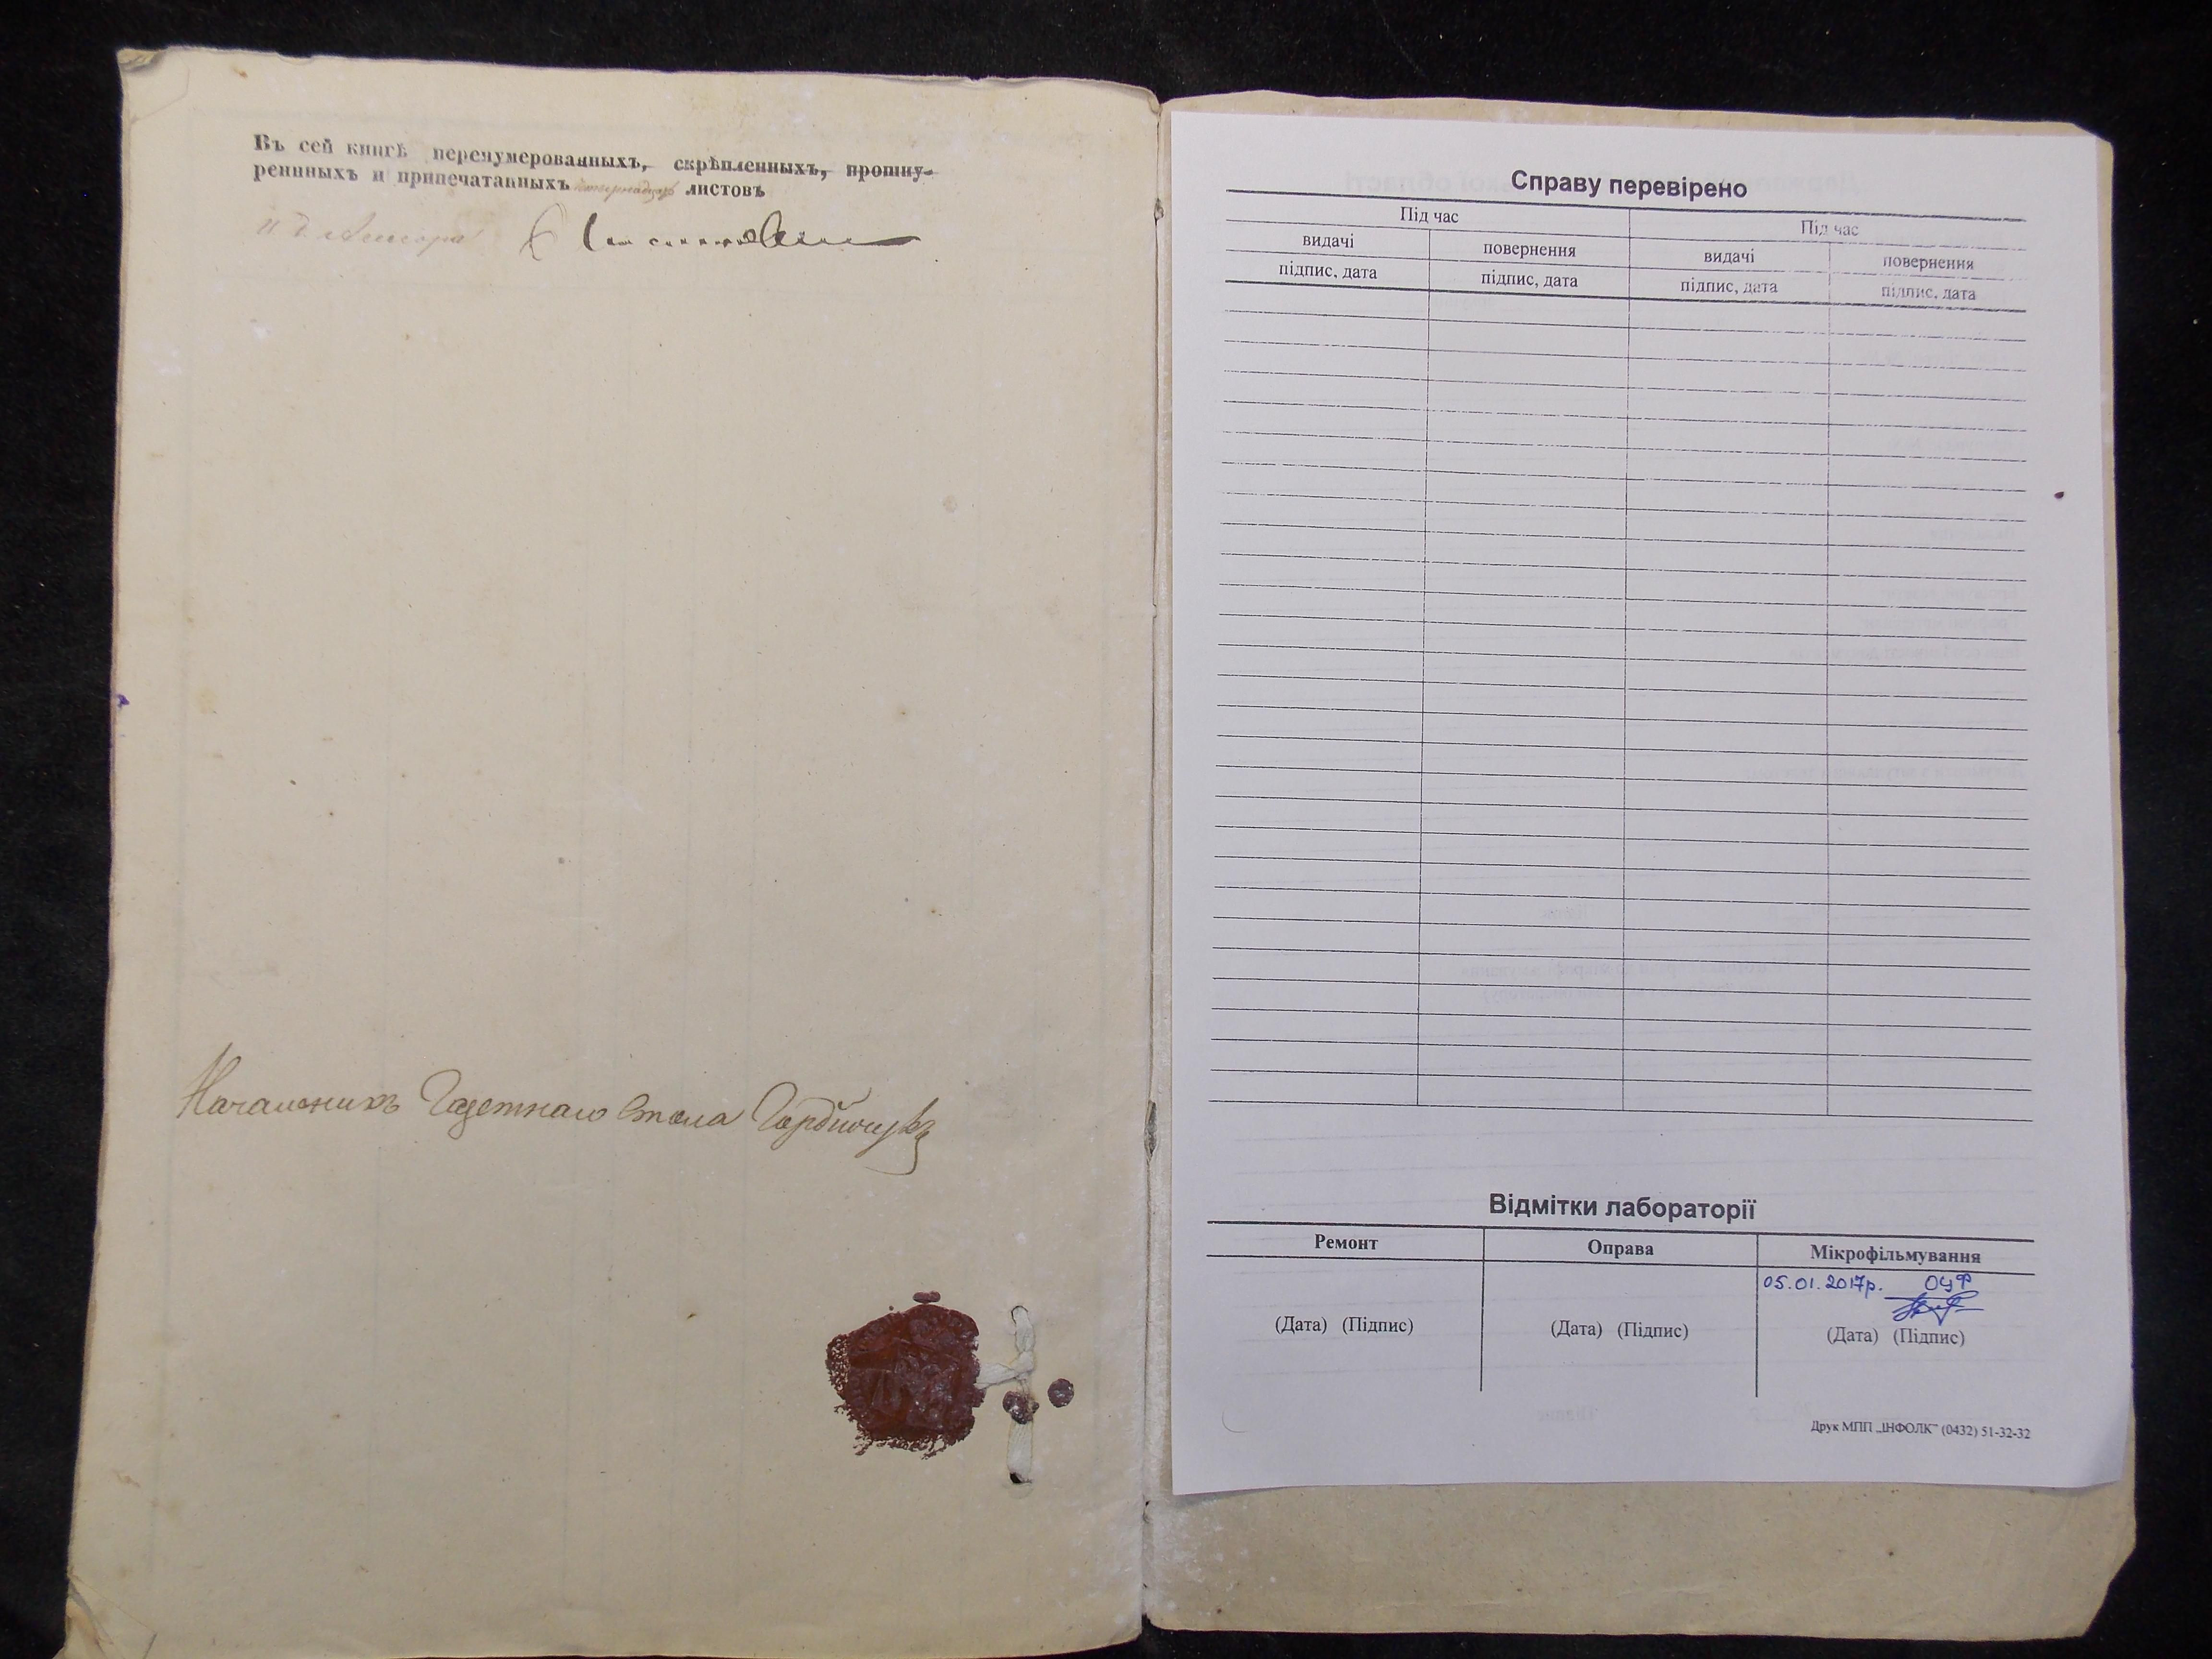 Въ сей книгѣ перенумерованныхъ, скрѣпленныхъ, прошну-
ренныхъ и припечатанныхъ листовъ
И. д. Асессора
Начальникъ Газетнаго Стола
Справу перевірено
Під час Під час
видачі повернення видачі повернення
підпис, дата підпис, дата підпис, дата підпис, дата
Відмітки лабораторії
Ремонт Оправа Мікрофільмування
05.01.2017р. ОУФ
(Дата) (Підпис) (Дата) (Підпис) (Дата) (Підпис)
Друк МПП „ІНФОЛК" (0432) 51-32-32